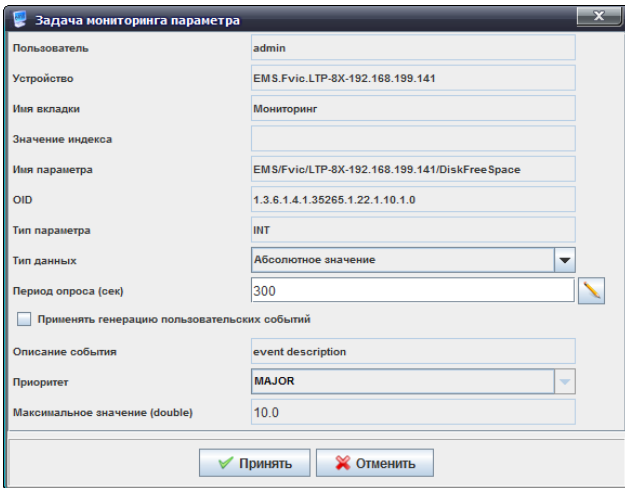 Задача мониторинга параметра
Пользователь admin
Устройство EMS.Fvic.LTP-8X-192.168.199.141
Имя вкладки Мониторинг
Значение индекса
Имя параметра EMS/Fvic/LTP-8X-192.168.199.141/DiskFreeSpace
OID 1.3.6.1.4.1.35265.1.22.1.10.1.0
Тип параметра INT
Тип данных Абсолютное значение
Период опроса (сек) 300
Применять генерацию пользовательских событий
Описание события event description
Приоритет MAJOR
Максимальное значение (double) 10.0
Принять Отменить